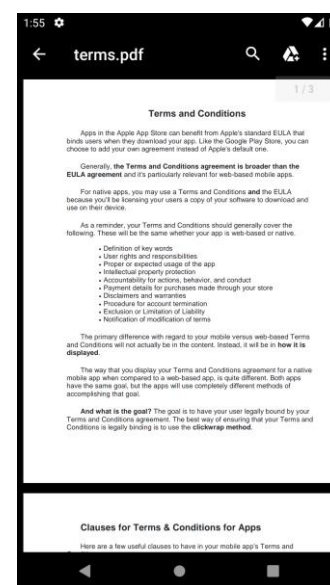 1:55
terms.pdf
1 / 3
Terms and Conditions
Apps in the Apple App Store can benefit from Apple's standard EULA that
binds users when they download your app. Like the Google Play Store, you can
choose to add your own agreement instead of Apple's default one.
Generally, the Terms and Conditions agreement is broader than the
EULA agreement and it's particularly relevant for web-based mobile apps.
For native apps, you may use a Terms and Conditions and the EULA
because you'll be licensing your users a copy of your software to download and
use on their device.
As a reminder, your Terms and Conditions should generally cover the
following. These will be the same whether your app is web-based or native.
• Definition of key words
• User rights and responsibilities
• Proper or expected usage of the app
• Intellectual property protection
• Accountability for actions, behavior, and conduct
• Payment details for purchases made through your store
• Disclaimers and warranties
• Procedure for account termination
• Exclusion or Limitation of Liability
• Notification of modification of terms
The primary difference with regard to your mobile versus web-based Terms
and Conditions will not actually be in the content. Instead, it will be in how it is
displayed.
The way that you display your Terms and Conditions agreement for a native
mobile app when compared to a web-based app, is quite different. Both apps
have the same goal, but the apps will use completely different methods of
accomplishing that goal.
And what is the goal? The goal is to have your user legally bound by your
Terms and Conditions agreement. The best way of ensuring that your Terms and
Conditions is legally binding is to use the clickwrap method.
Clauses for Terms & Conditions for Apps
Here are a few useful clauses to have in your mobile app's Terms and